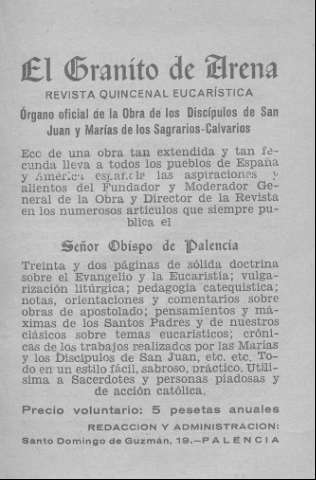 El Granito de Arena
REVISTA QUINCENAL EUCARÍSTICA
Órgano oficial de la Obra de los Discípulos de San
Juan y Marías de los Sagrarios-Calvarios
Eco de una obra tan extendida y tan fe-
cunda lleva a todos los pueblos de España
y América española las aspiraciones y
alientos del Fundador y Moderador Ge-
neral de la Obra y Director de la Revista
en los numerosos artículos que siempre pu-
blica el
Señor Obispo de Palencia
Treinta y dos páginas de sólida doctrina
sobre el Evangelio y la Eucaristía; vulga-
rización litúrgica; pedagogía catequística;
notas, orientaciones y comentarios sobre
obras de apostolado; pensamientos y má-
ximas de los Santos Padres y de nuestros
clásicos sobre temas eucarísticos; cróni-
cas de los trabajos realizados por las Marías
y los Discípulos de San Juan, etc. etc. To-
do en un estilo fácil, sabroso, práctico. Utilí-
sima a Sacerdotes y personas piadosas y
de acción católica.
Precio voluntario: 5 pesetas anuales
REDACCION Y ADMINISTRACION:
Santo Domingo de Guzmán, 19.—PALENCIA